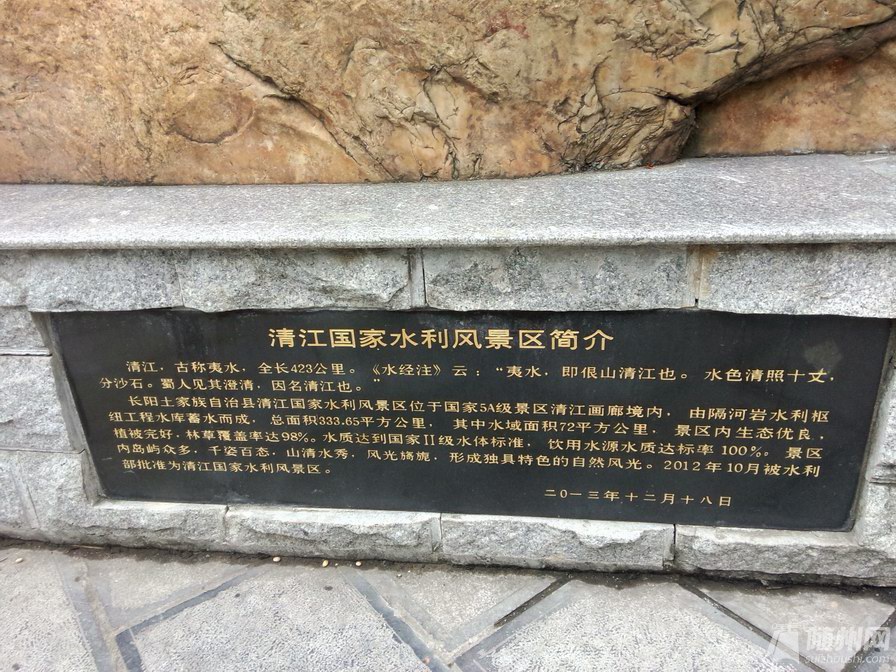 清江国家水利风景区简介
清江，古称夷水，全长423公里。《水经注》云：“夷水，即佷山清江也。水色清照十丈，
分沙石。蜀人见其澄清，因名清江也。”
长阳土家族自治县清江国家水利风景区位于国家5A级景区清江画廊境内，由隔河岩水利枢
纽工程水库蓄水而成，总面积333.65平方公里，其中水域面积72平方公里，景区内生态优良，
植被完好，林草覆盖率达98%。水质达到国家II级水体标准，饮用水源水质达标率100%。景区
内岛屿众多，千姿百态，山清水秀，风光旖旎，形成独具特色的自然风光。2012年10月被水利
部批准为清江国家水利风景区。
二0一三年十二月十八日
随州网
suizhoushi.com